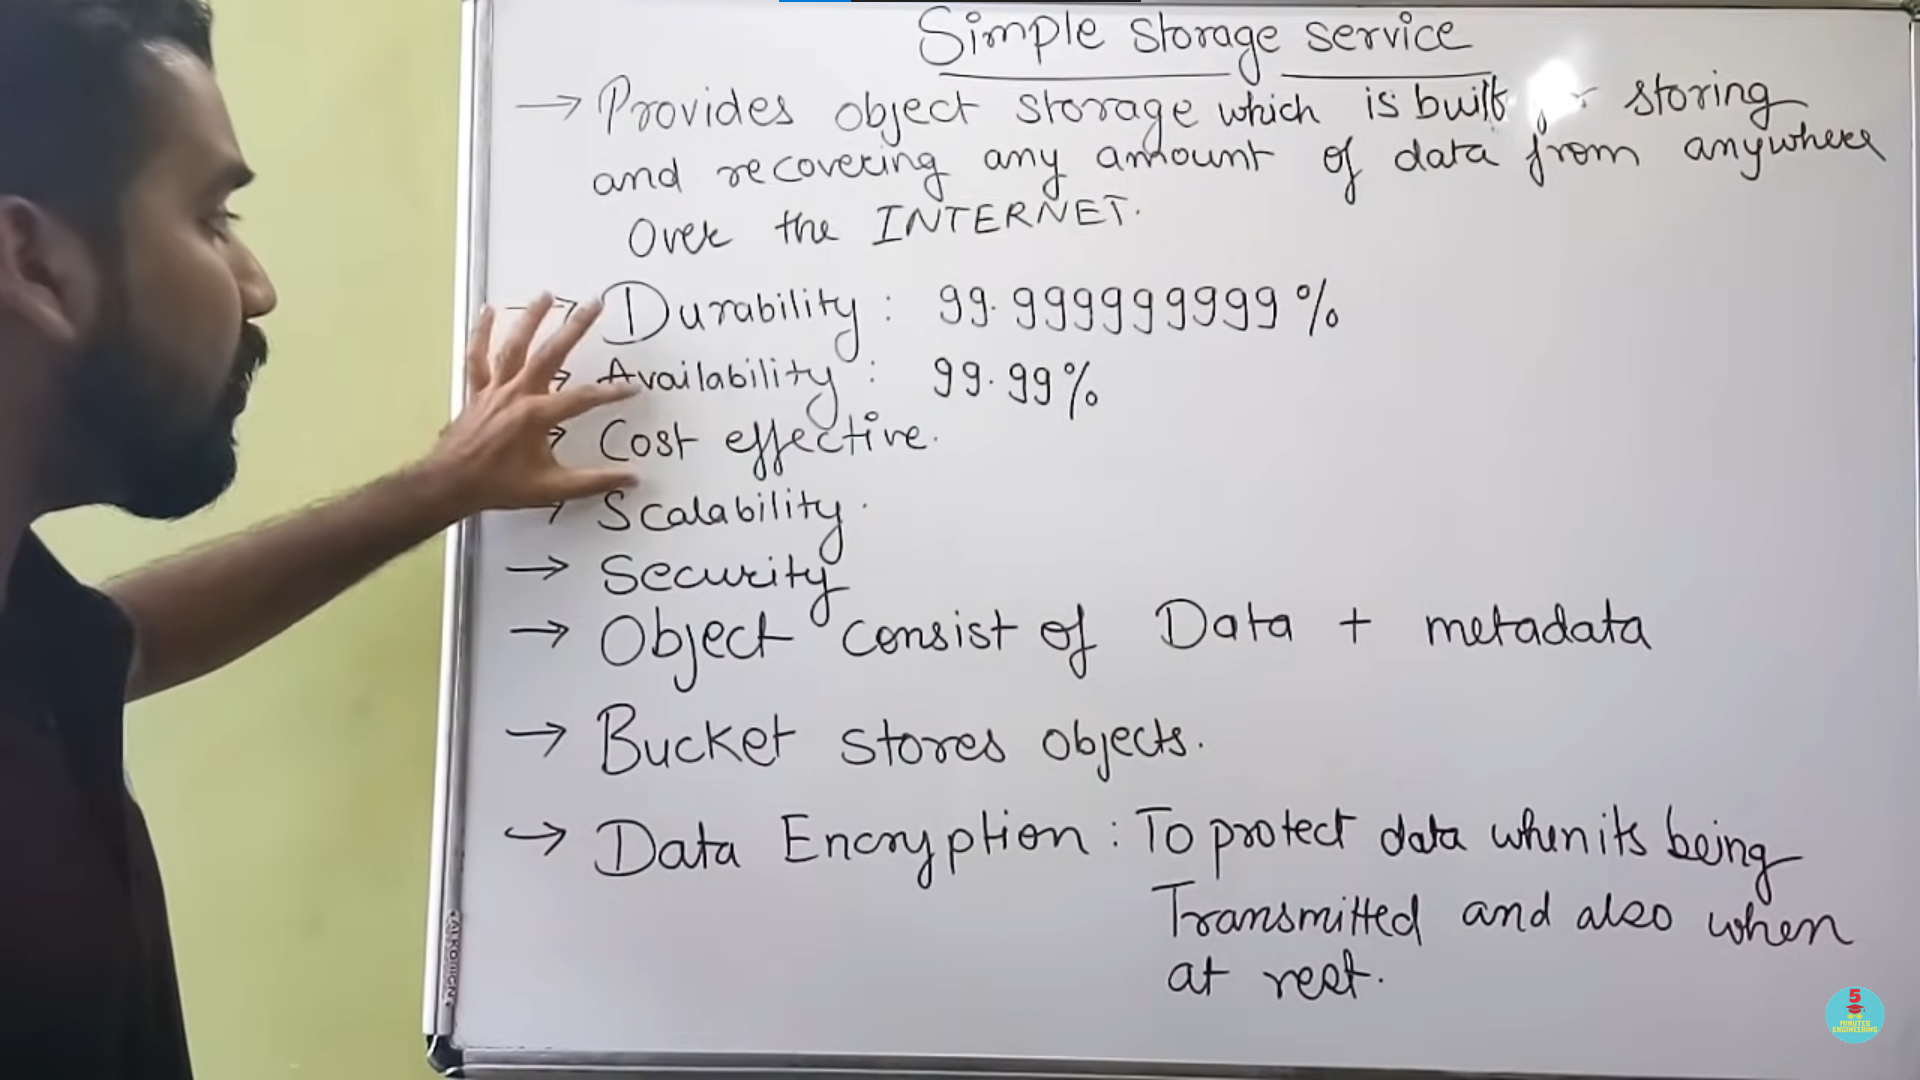 Simple storage service
→ Provides object storage which is built storing
and recovering any amount of data from anywhere
Over the INTERNET.
→ Durability : 99.999999999%
→ Availability : 99.99%
→ Cost effective.
→ Scalability.
→ Security
→ Object consist of Data + metadata
→ Bucket stores objects.
→ Data Encryption : To protect data when its being
Transmitted and also when
at rest.
5
MINUTES
ENGINEERING